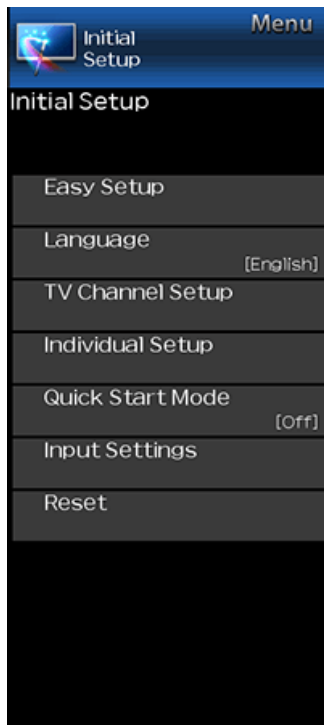 Menu
Initial
Setup
Initial Setup
Easy Setup
Language
[English]
TV Channel Setup
Individual Setup
Quick Start Mode
[Off]
Input Settings
Reset